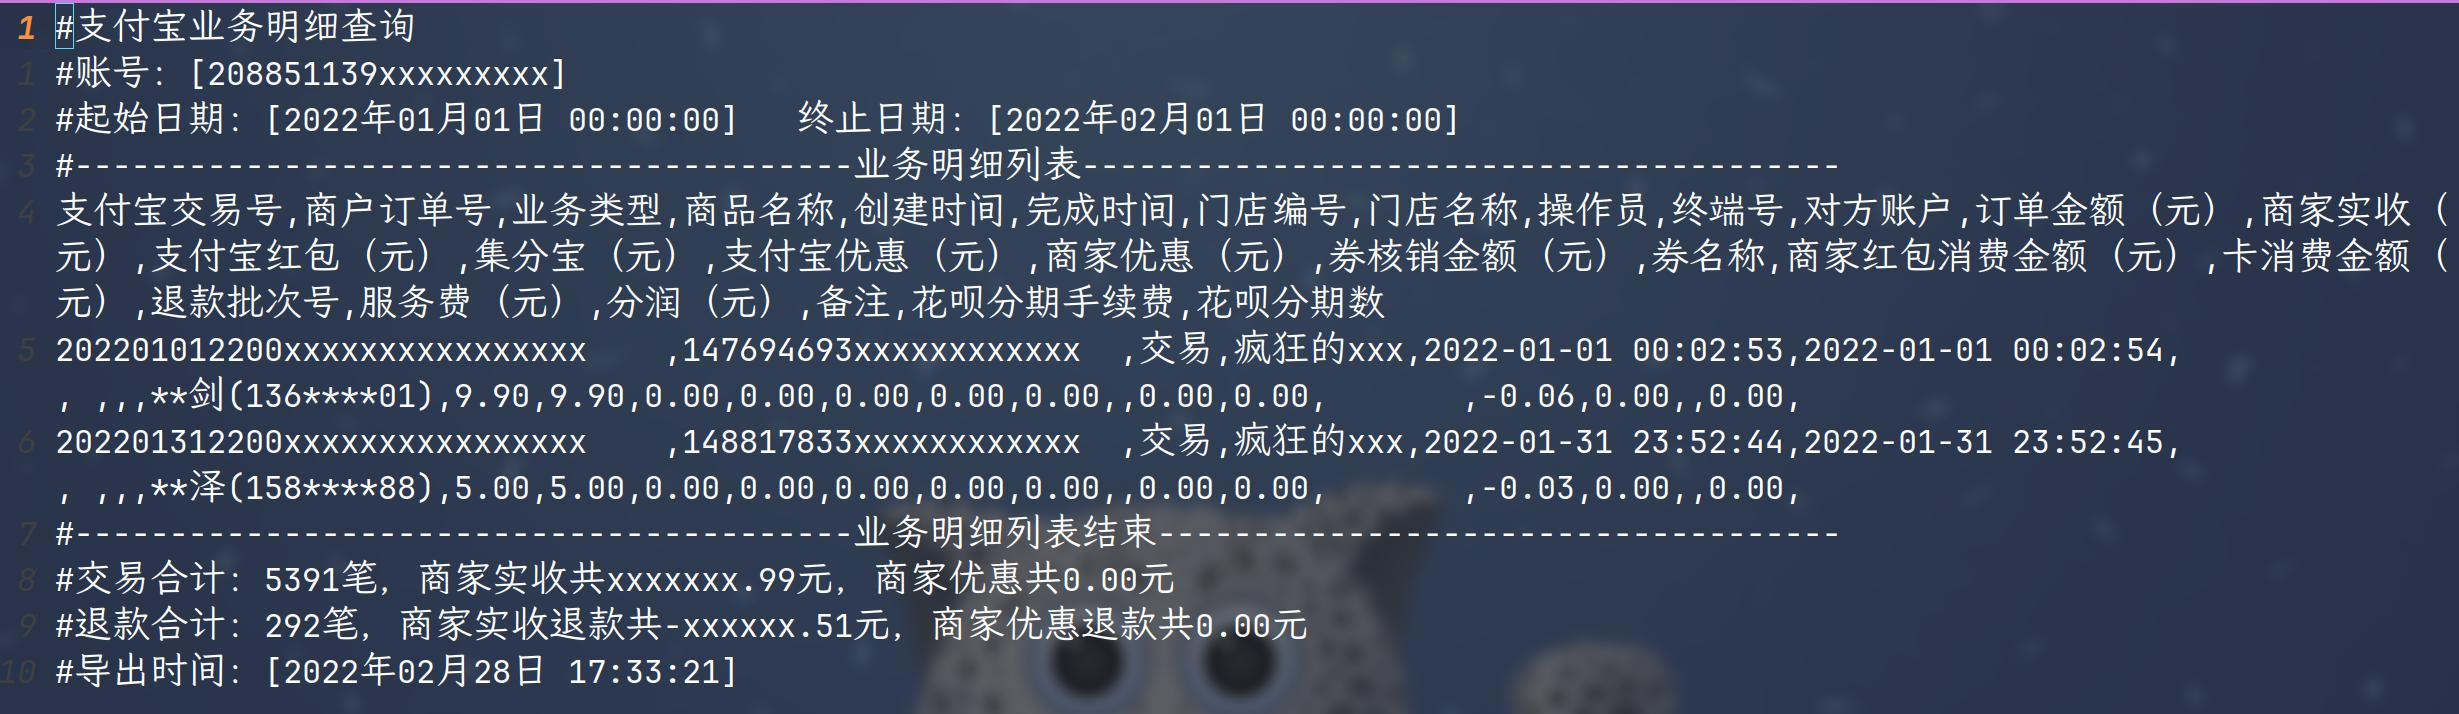 1 #支付宝业务明细查询
1 #账号：[208851139xxxxxxxxx]
2 #起始日期：[2022年01月01日 00:00:00]   终止日期：[2022年02月01日 00:00:00]
3 #-----------------------------------------业务明细列表----------------------------------------
4 支付宝交易号,商户订单号,业务类型,商品名称,创建时间,完成时间,门店编号,门店名称,操作员,终端号,对方账户,订单金额（元）,商家实收（
元）,支付宝红包（元）,集分宝（元）,支付宝优惠（元）,商家优惠（元）,券核销金额（元）,券名称,商家红包消费金额（元）,卡消费金额（
元）,退款批次号,服务费（元）,分润（元）,备注,花呗分期手续费,花呗分期数
5 202201012200xxxxxxxxxxxxxxxx    ,147694693xxxxxxxxxxxx  ,交易,疯狂的xxx,2022-01-01 00:02:53,2022-01-01 00:02:54,
, ,,,**剑(136****01),9.90,9.90,0.00,0.00,0.00,0.00,0.00,,0.00,0.00,       ,-0.06,0.00,,0.00,
6 202201312200xxxxxxxxxxxxxxxx    ,148817833xxxxxxxxxxxx  ,交易,疯狂的xxx,2022-01-31 23:52:44,2022-01-31 23:52:45,
, ,,,**泽(158****88),5.00,5.00,0.00,0.00,0.00,0.00,0.00,,0.00,0.00,       ,-0.03,0.00,,0.00,
7 #-----------------------------------------业务明细列表结束------------------------------------
8 #交易合计：5391笔，商家实收共xxxxxxx.99元，商家优惠共0.00元
9 #退款合计：292笔，商家实收退款共-xxxxxx.51元，商家优惠退款共0.00元
10 #导出时间：[2022年02月28日 17:33:21]